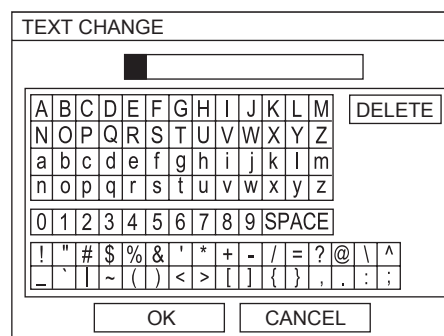 TEXT CHANGE
A B C D E F G H I J K L M DELETE
N O P Q R S T U V W X Y Z
a b c d e f g h i j k l m
n o p q r s t u v w x y z
0 1 2 3 4 5 6 7 8 9 SPACE
! " # $ % & ' * + - / = ? @ \ ^
_ ` | ~ ( ) < > [ ] { } , . : ;
OK CANCEL